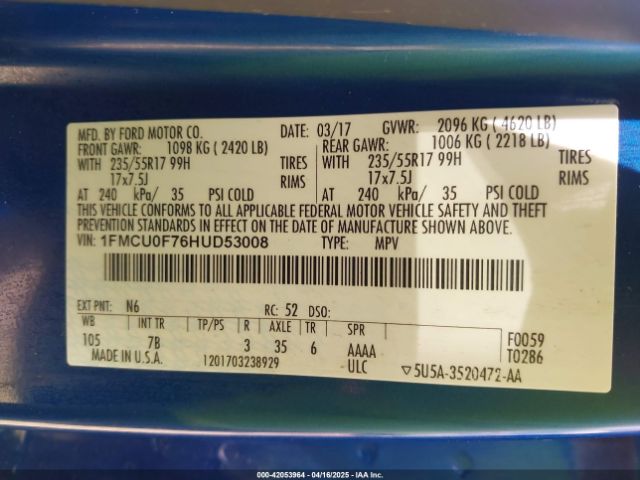 MFD. BY FORD MOTOR CO. DATE: 03/17 GVWR: 2096 KG ( 4620 LB)
FRONT GAWR: 1098 KG ( 2420 LB) REAR GAWR: 1006 KG ( 2218 LB)
WITH 235/55R17 99H TIRES WITH 235/55R17 99H TIRES
17x7.5J RIMS 17x7.5J RIMS
AT 240 kPa/ 35 PSI COLD AT 240 kPa/ 35 PSI COLD
THIS VEHICLE CONFORMS TO ALL APPLICABLE FEDERAL MOTOR VEHICLE SAFETY AND THEFT
PREVENTION STANDARDS IN EFFECT ON THE DATE OF MANUFACTURE SHOWN ABOVE.
VIN: 1FMCU0F76HUD53008 TYPE: MPV
EXT PNT: N6 RC: 52 DSO:
WB INT TR TP/PS R AXLE TR SPR
105 7B 3 35 6 AAAA F0059
MADE IN U.S.A. 1201703238929 ULC T0286
▽5U5A-3520472-AA
000-42053964 - 04/16/2025 - IAA Inc.